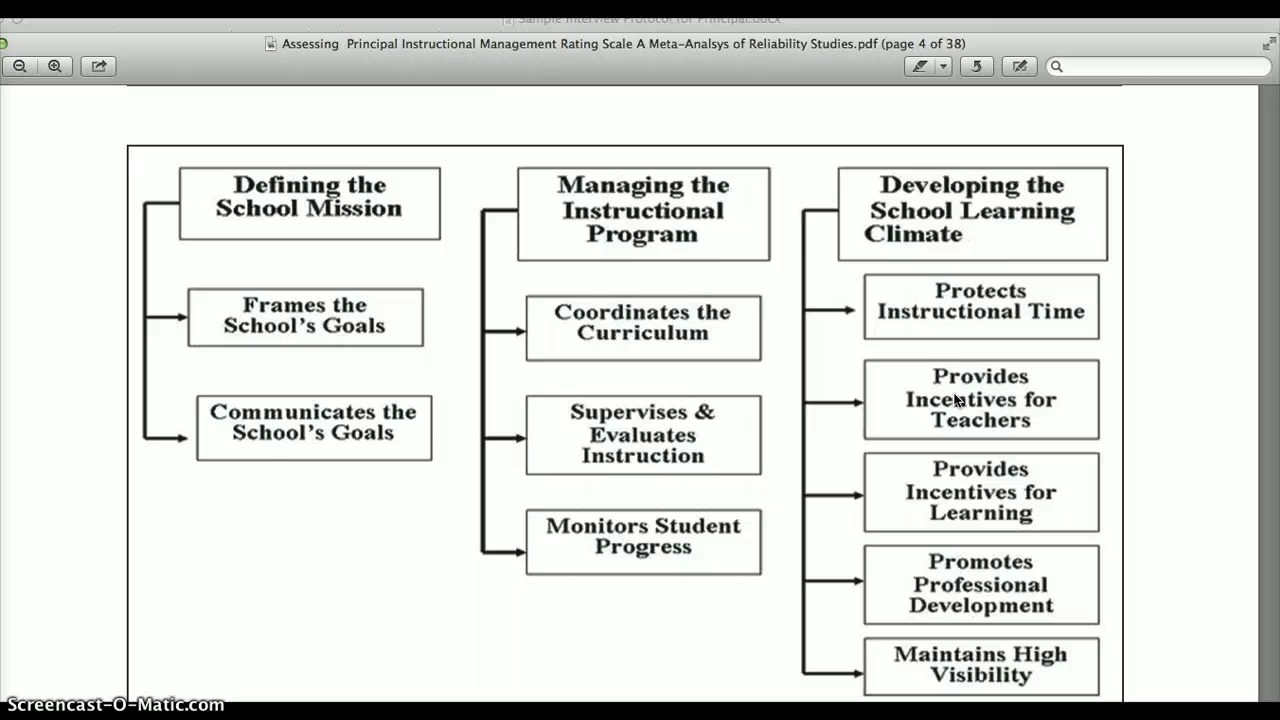 Sample Interview Protocol for Principal.docx
Assessing Principal Instructional Management Rating Scale A Meta-Analsys of Reliability Studies.pdf (page 4 of 38)
Defining the
School Mission
Frames the
School's Goals
Communicates the
School's Goals
Managing the
Instructional
Program
Coordinates the
Curriculum
Supervises &
Evaluates
Instruction
Monitors Student
Progress
Developing the
School Learning
Climate
Protects
Instructional Time
Provides
Incentives for
Teachers
Provides
Incentives for
Learning
Promotes
Professional
Development
Maintains High
Visibility
Screencast-O-Matic.com